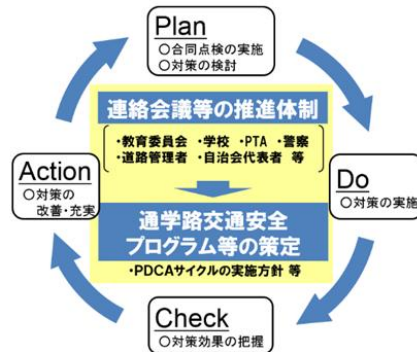 Plan
○合同点検の実施
○対策の検討
連絡会議等の推進体制
・教育委員会 ・学校 ・PTA ・警察
・道路管理者 ・自治会代表者 等
Action
○対策の
改善・充実
Do
○対策の実施
通学路交通安全
プログラム等の策定
・PDCAサイクルの実施方針 等
Check
○対策効果の把握